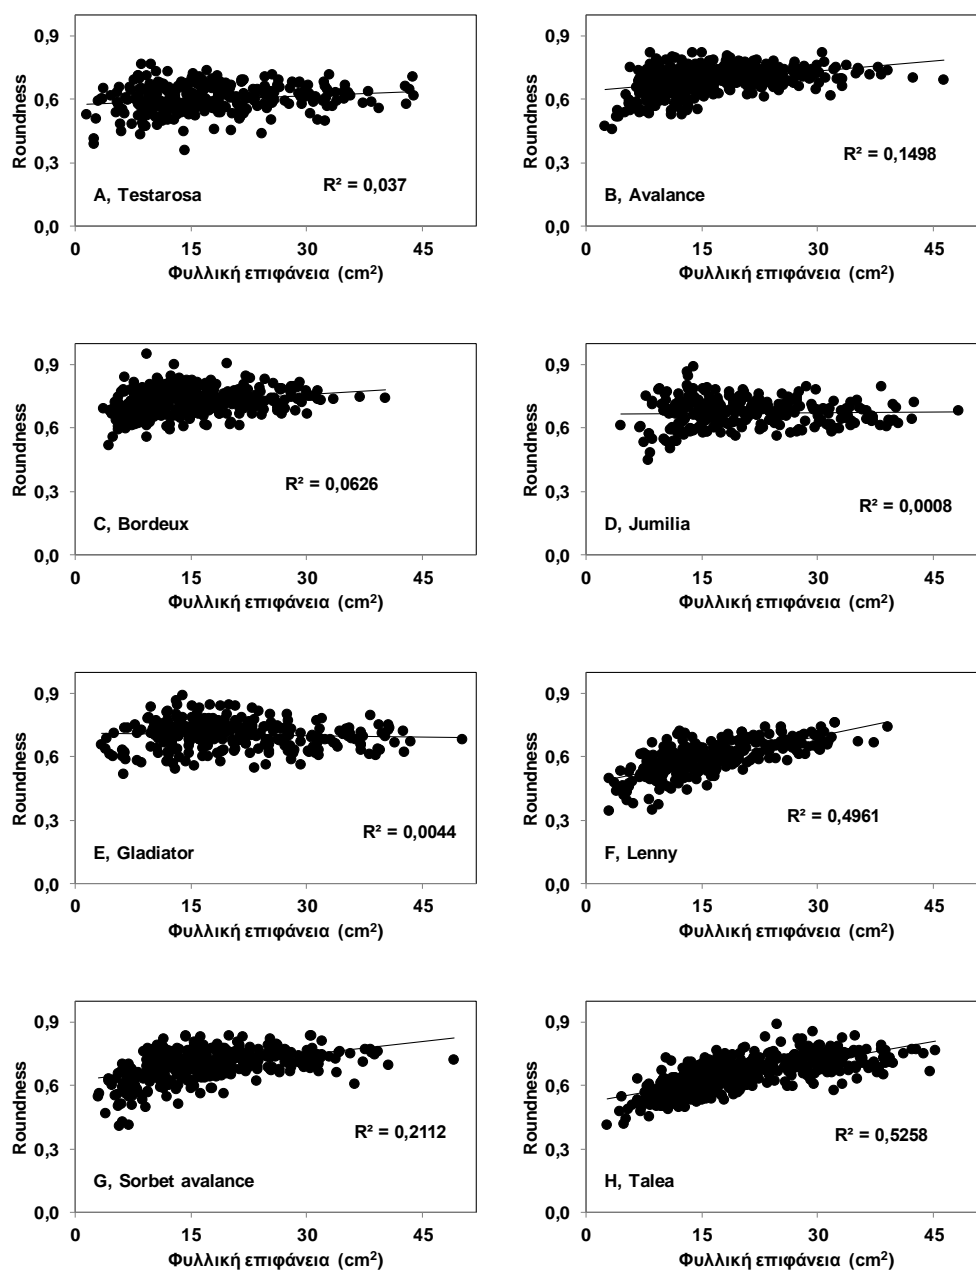 0,9
0,6
0,3
0,0
Roundness
R² = 0,037
A, Testarosa
0 15 30 45
Φυλλική επιφάνεια (cm²)
0,9
0,6
0,3
0,0
Roundness
R² = 0,1498
B, Avalance
0 15 30 45
Φυλλική επιφάνεια (cm²)
0,9
0,6
0,3
0,0
Roundness
R² = 0,0626
C, Bordeux
0 15 30 45
Φυλλική επιφάνεια (cm²)
0,9
0,6
0,3
0,0
Roundness
R² = 0,0008
D, Jumilia
0 15 30 45
Φυλλική επιφάνεια (cm²)
0,9
0,6
0,3
0,0
Roundness
R² = 0,0044
E, Gladiator
0 15 30 45
Φυλλική επιφάνεια (cm²)
0,9
0,6
0,3
0,0
Roundness
R² = 0,4961
F, Lenny
0 15 30 45
Φυλλική επιφάνεια (cm²)
0,9
0,6
0,3
0,0
Roundness
R² = 0,2112
G, Sorbet avalance
0 15 30 45
Φυλλική επιφάνεια (cm²)
0,9
0,6
0,3
0,0
Roundness
R² = 0,5258
H, Talea
0 15 30 45
Φυλλική επιφάνεια (cm²)